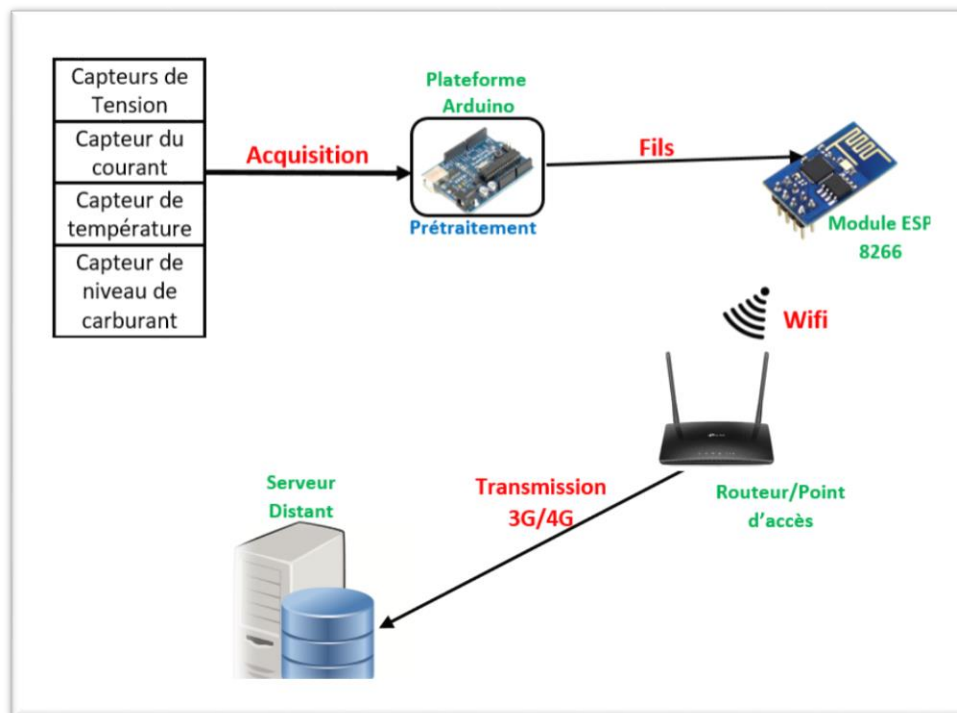 Capteurs de
Tension
Capteur du
courant
Capteur de
température
Capteur de
niveau de
carburant
Acquisition
Plateforme
Arduino
Prétraitement
Fils
Module ESP
8266
Wifi
Routeur/Point
d'accès
Transmission
3G/4G
Serveur
Distant